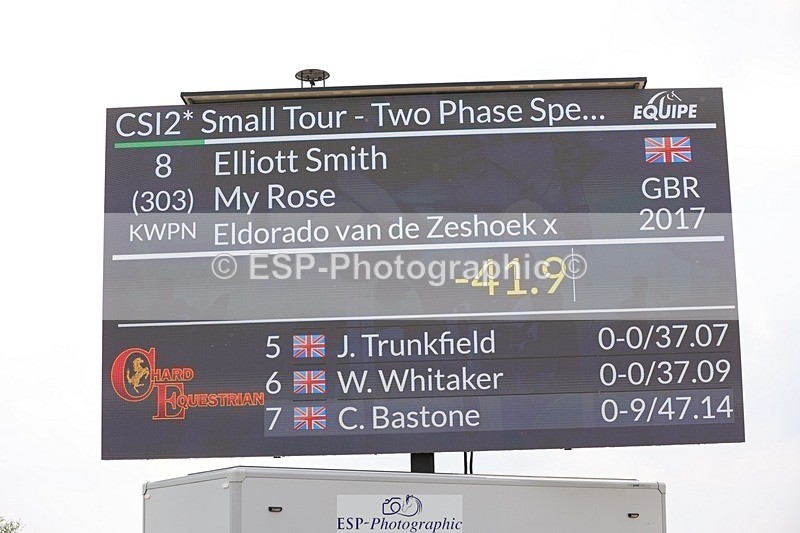 CSI2* Small Tour - Two Phase Spe...
EQUIPE
8 Elliott Smith
(303) My Rose GBR
KWPN Eldorado van de Zeshoek x 2017
© ESP-Photographic ©
-41.9
5 J. Trunkfield 0-0/37.07
6 W. Whitaker 0-0/37.09
7 C. Bastone 0-9/47.14
CHARD
EQUESTRIAN
ESP-Photographic